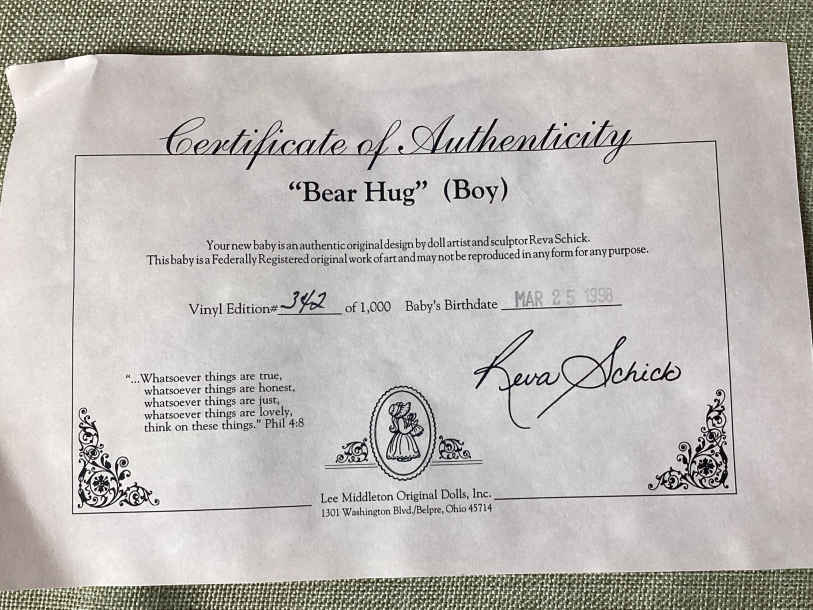 Certificate of Authenticity
“Bear Hug” (Boy)
Your new baby is an authentic original design by doll artist and sculptor Reva Schick.
This baby is a Federally Registered original work of art and may not be reproduced in any form for any purpose.
Vinyl Edition# 342 of 1,000 Baby's Birthdate MAR 25 1998
Reva Schick
“...Whatsoever things are true,
whatsoever things are honest,
whatsoever things are just,
whatsoever things are lovely,
think on these things.” Phil 4:8
Lee Middleton Original Dolls, Inc.
1301 Washington Blvd./Belpre, Ohio 45714